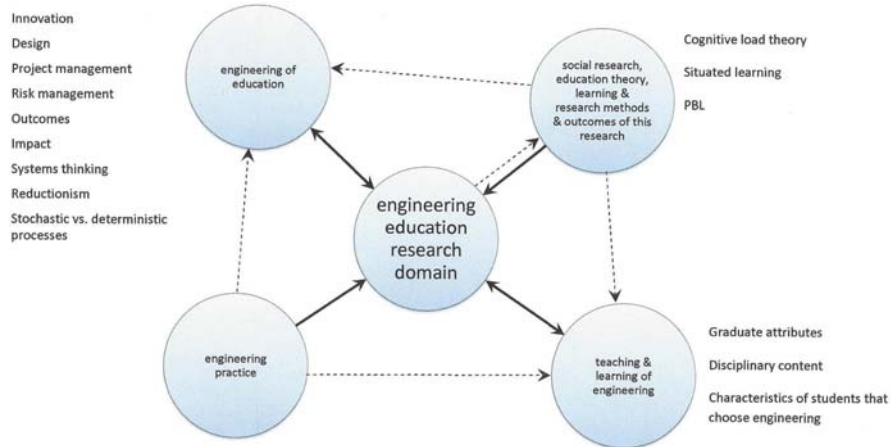 Innovation
Design
Project management
Risk management
Outcomes
Impact
Systems thinking
Reductionism
Stochastic vs. deterministic
processes
engineering of
education
social research,
education theory,
learning &
research methods
& outcomes of this
research
Cognitive load theory
Situated learning
PBL
engineering
education
research
domain
engineering
practice
teaching &
learning of
engineering
Graduate attributes
Disciplinary content
Characteristics of students that
choose engineering